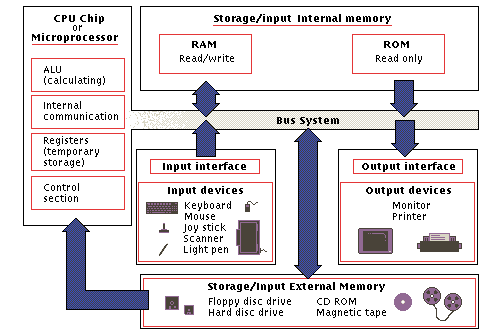 CPU Chip
or
Microprocessor
ALU
(calculating)
Internal
communication
Registers
(temporary
storage)
Control
section
Storage/input Internal memory
RAM
Read/write
ROM
Read only
Bus System
Input interface
Input devices
Keyboard
Mouse
Joy stick
Scanner
Light pen
Output interface
Output devices
Monitor
Printer
Storage/Input External Memory
Floppy disc drive
Hard disc drive
CD ROM
Magnetic tape